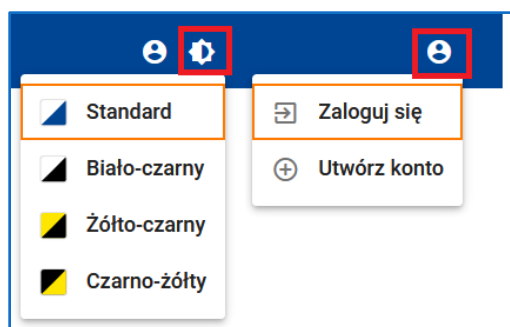 Standard
Biało-czarny
Żółto-czarny
Czarno-żółty
Zaloguj się
Utwórz konto